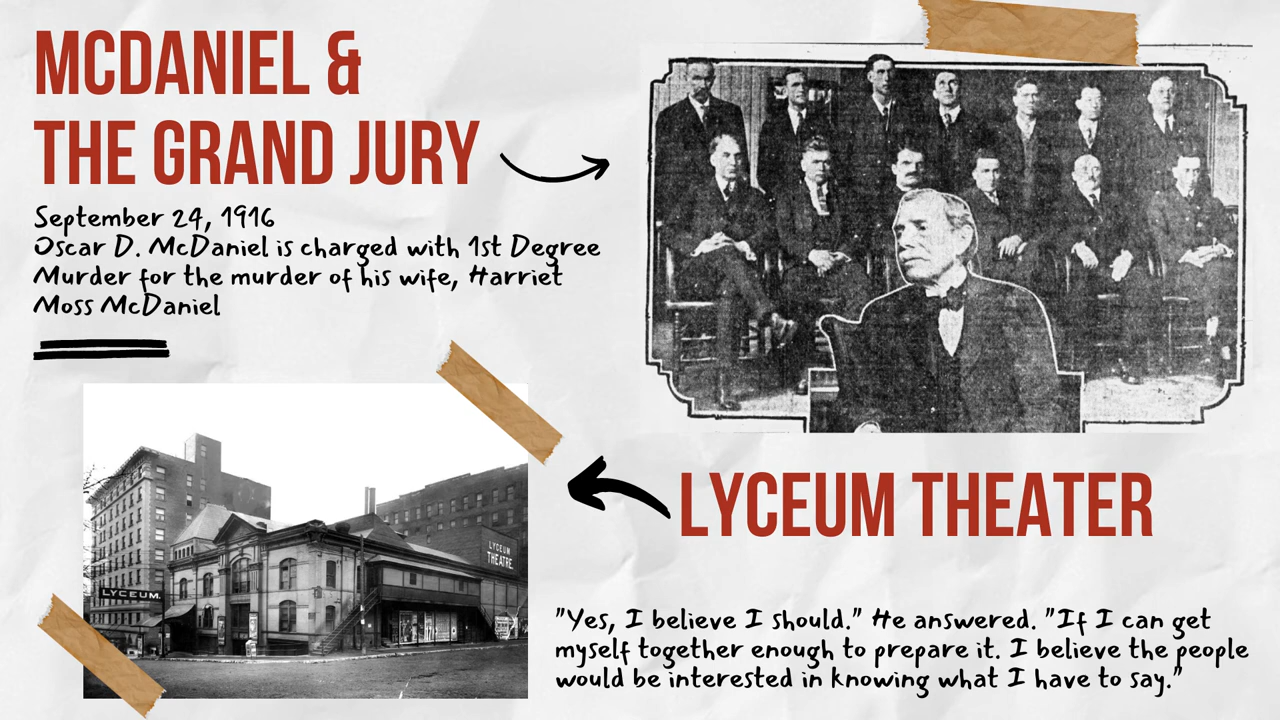 MCDANIEL &
THE GRAND JURY
September 24, 1916
Oscar D. McDaniel is charged with 1st Degree
Murder for the murder of his wife, Harriet
Moss McDaniel
LYCEUM
THEATRE.
LYCEUM.
LYCEUM THEATER
"Yes, I believe I should." He answered. "If I can get
myself together enough to prepare it. I believe the people
would be interested in knowing what I have to say."